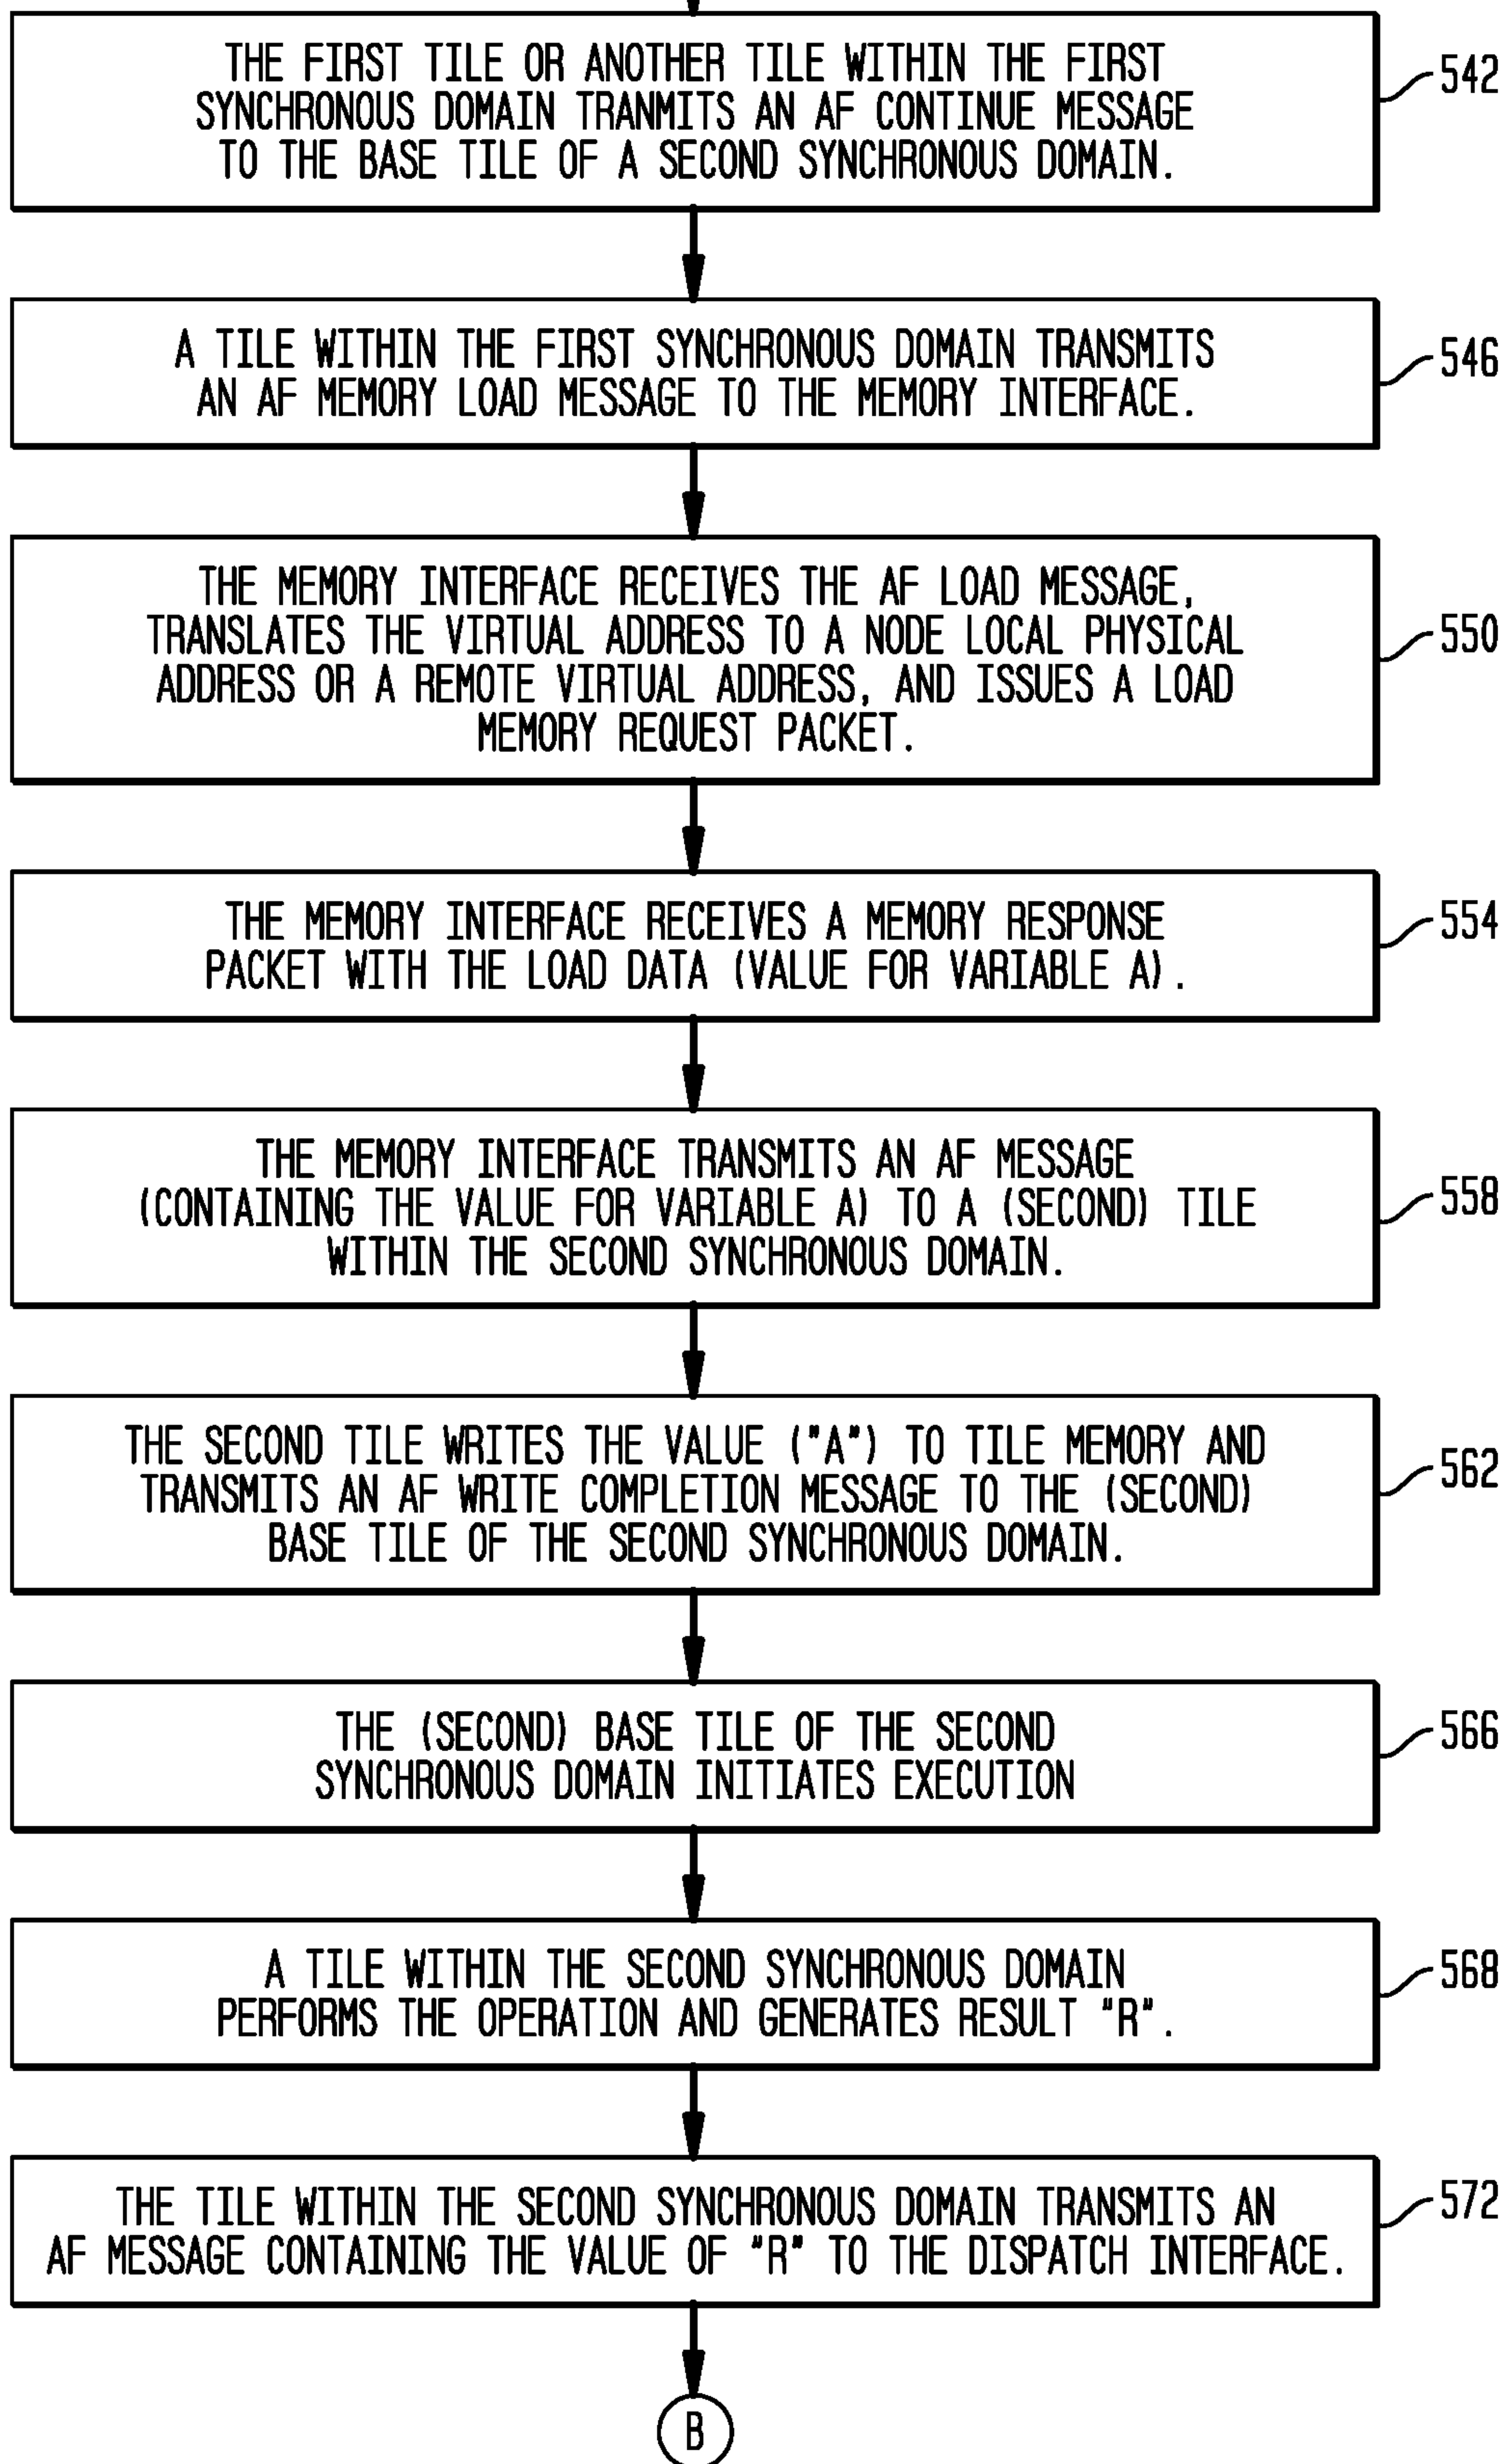 THE FIRST TILE OR ANOTHER TILE WITHIN THE FIRST
SYNCHRONOUS DOMAIN TRANMITS AN AF CONTINUE MESSAGE
TO THE BASE TILE OF A SECOND SYNCHRONOUS DOMAIN.
542
A TILE WITHIN THE FIRST SYNCHRONOUS DOMAIN TRANSMITS
AN AF MEMORY LOAD MESSAGE TO THE MEMORY INTERFACE.
546
THE MEMORY INTERFACE RECEIVES THE AF LOAD MESSAGE,
TRANSLATES THE VIRTUAL ADDRESS TO A NODE LOCAL PHYSICAL
ADDRESS OR A REMOTE VIRTUAL ADDRESS, AND ISSUES A LOAD
MEMORY REQUEST PACKET.
550
THE MEMORY INTERFACE RECEIVES A MEMORY RESPONSE
PACKET WITH THE LOAD DATA (VALUE FOR VARIABLE A).
554
THE MEMORY INTERFACE TRANSMITS AN AF MESSAGE
(CONTAINING THE VALUE FOR VARIABLE A) TO A (SECOND) TILE
WITHIN THE SECOND SYNCHRONOUS DOMAIN.
558
THE SECOND TILE WRITES THE VALUE ("A") TO TILE MEMORY AND
TRANSMITS AN AF WRITE COMPLETION MESSAGE TO THE (SECOND)
BASE TILE OF THE SECOND SYNCHRONOUS DOMAIN.
562
THE (SECOND) BASE TILE OF THE SECOND
SYNCHRONOUS DOMAIN INITIATES EXECUTION
566
A TILE WITHIN THE SECOND SYNCHRONOUS DOMAIN
PERFORMS THE OPERATION AND GENERATES RESULT "R".
568
THE TILE WITHIN THE SECOND SYNCHRONOUS DOMAIN TRANSMITS AN
AF MESSAGE CONTAINING THE VALUE OF "R" TO THE DISPATCH INTERFACE.
572
B